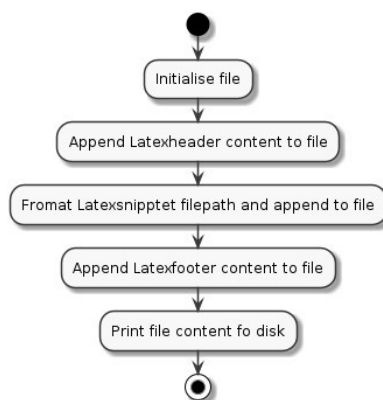 Initialise file
Append Latexheader content to file
Fromat Latexsnipptet filepath and append to file
Append Latexfooter content to file
Print file content fo disk